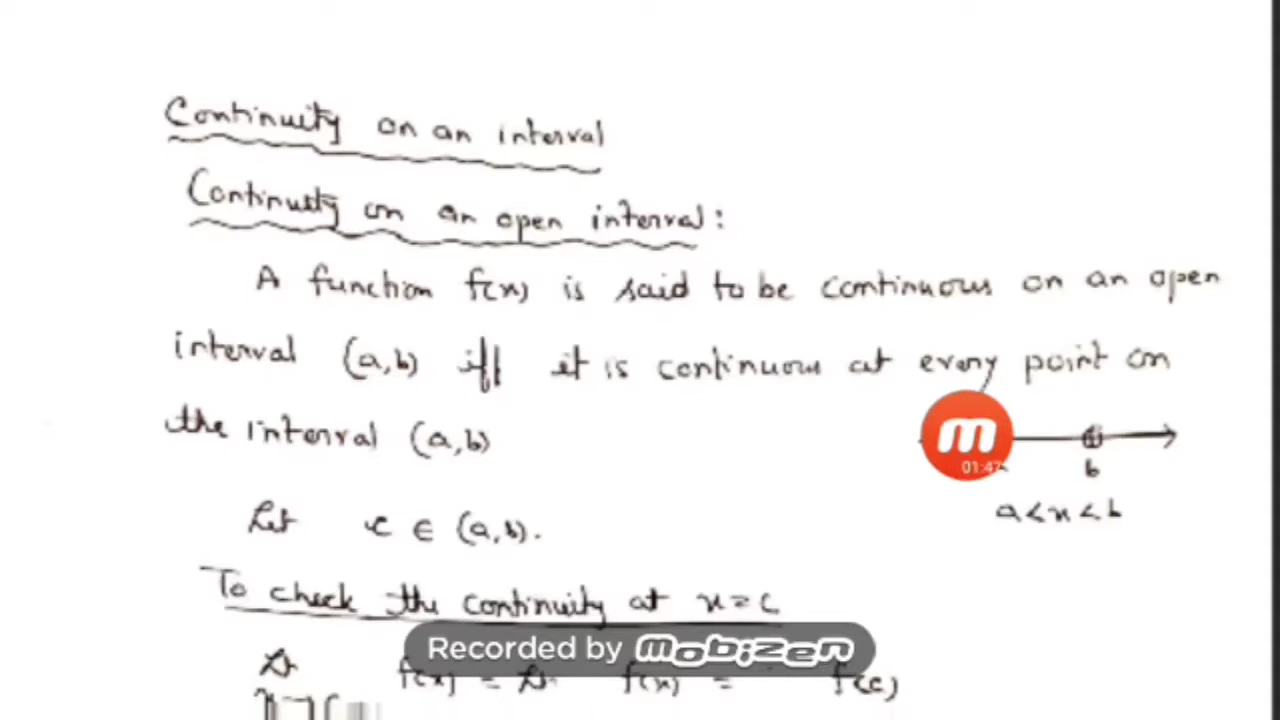 Continuity on an interval
Continuity on an open interval:
A function f(x) is said to be continuous on an open
interval (a,b) iff it is continuous at every point on
the interval (a,b)
01:47
b
a<x<b
Let c ∈ (a,b).
To check the continuity at x=c
Recorded by mobizen
f(x) = f(x) = f(c)